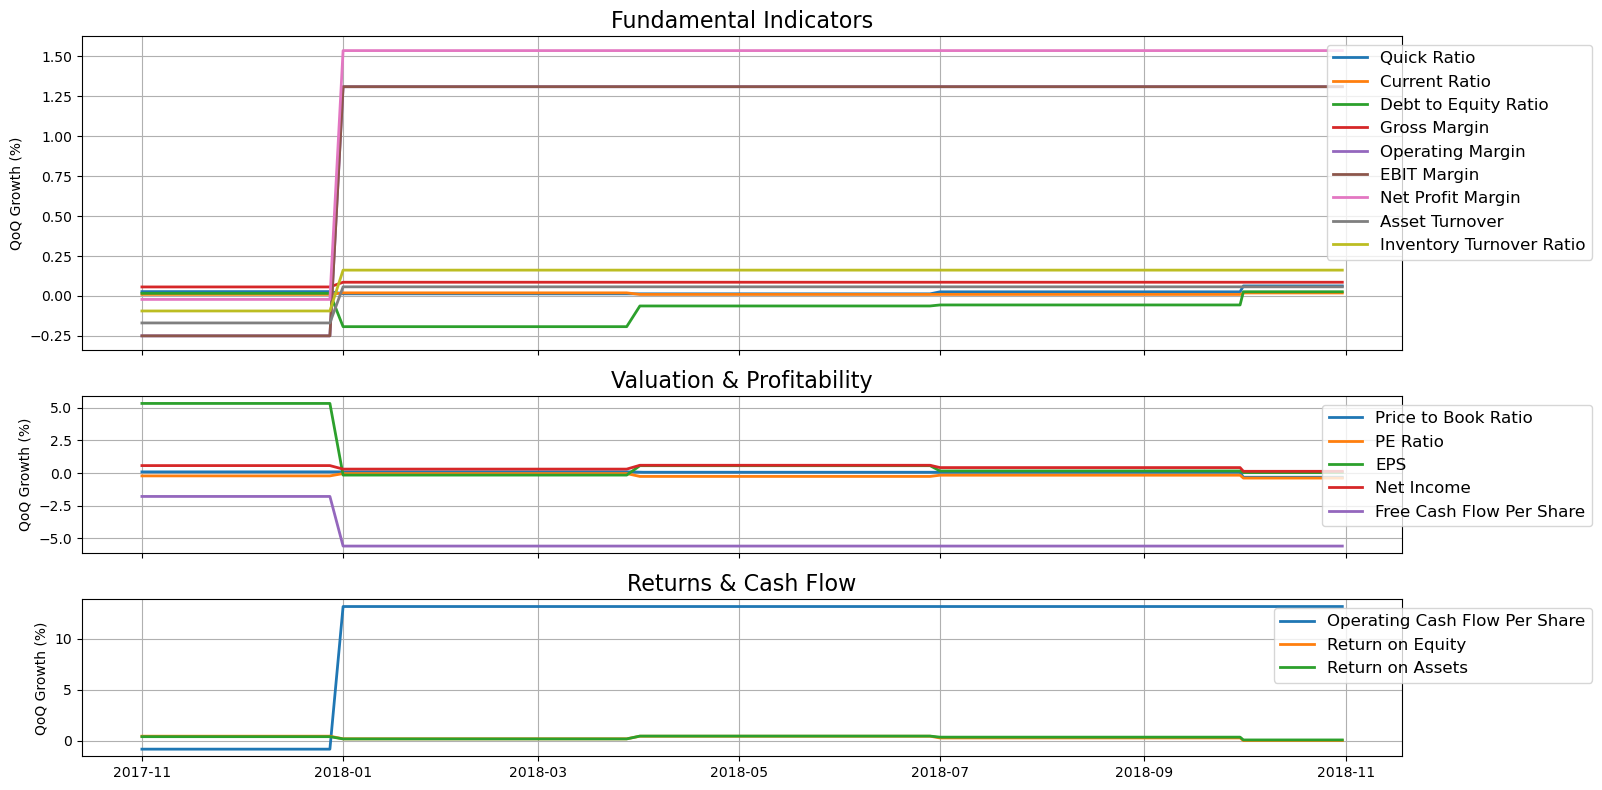 Fundamental Indicators
QoQ Growth (%)
1.50
1.25
1.00
0.75
0.50
0.25
0.00
−0.25
Quick Ratio
Current Ratio
Debt to Equity Ratio
Gross Margin
Operating Margin
EBIT Margin
Net Profit Margin
Asset Turnover
Inventory Turnover Ratio
Valuation & Profitability
QoQ Growth (%)
5.0
2.5
0.0
−2.5
−5.0
Price to Book Ratio
PE Ratio
EPS
Net Income
Free Cash Flow Per Share
Returns & Cash Flow
QoQ Growth (%)
10
5
0
Operating Cash Flow Per Share
Return on Equity
Return on Assets
2017-11
2018-01
2018-03
2018-05
2018-07
2018-09
2018-11